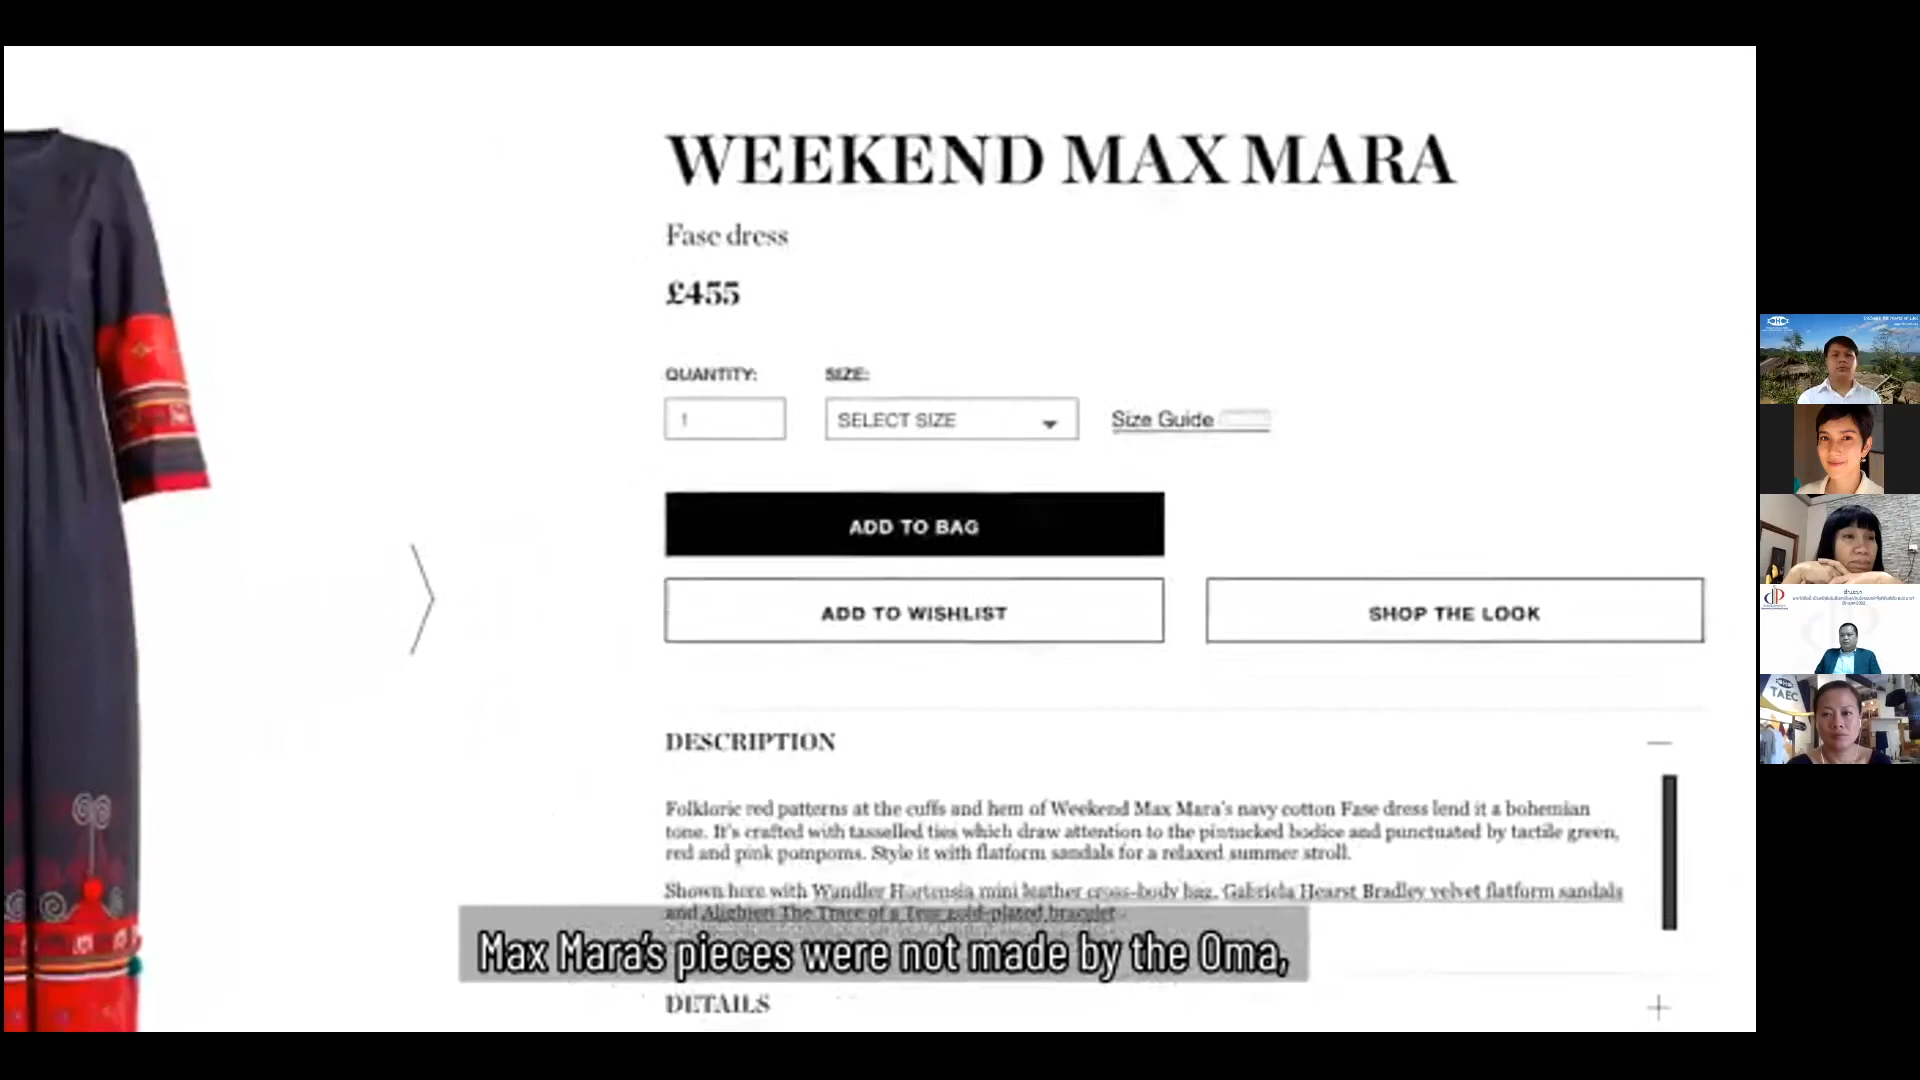 WEEKEND MAX MARA
Fase dress
£455
QUANTITY:
SIZE:
1
SELECT SIZE
Size Guide
ADD TO BAG
ADD TO WISHLIST
SHOP THE LOOK
DESCRIPTION
Folkloric red patterns at the cuffs and hem of Weekend Max Mara's navy cotton Fase dress lend it a bohemian
tone. It's crafted with tasselled ties which draw attention to the pintucked bodice and punctuated by tactile green,
red and pink pompoms. Style it with flatform sandals for a relaxed summer stroll.
Shown here with Wandler Hortensia mini leather cross-body bag, Gabriela Hearst Bradley velvet flatform sandals
and Alighieri The Trace of a Tear gold-plated bracelet
Max Mara's pieces were not made by the Oma,
DETAILS
TAEC